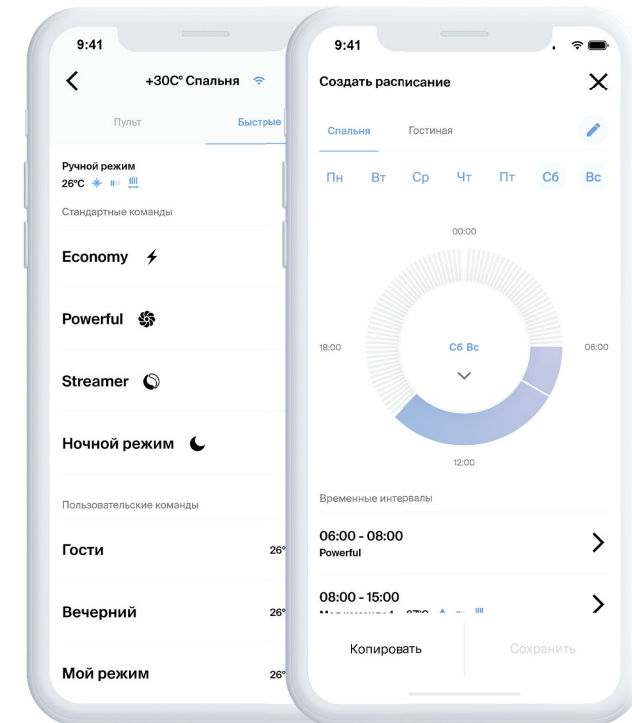 9:41
+30C° Спальня
Пульт
Быстрые
Ручной режим
26°C
Стандартные команды
Economy
Powerful
Streamer
Ночной режим
Пользовательские команды
Гости
26°
Вечерний
26°
Мой режим
26°
9:41
Создать расписание
Спальня
Гостиная
Пн Вт Ср Чт Пт Сб Вс
00:00
18:00
Сб Вс
06:00
12:00
Временные интервалы
06:00 - 08:00
Powerful
08:00 - 15:00
Копировать
Сохранить